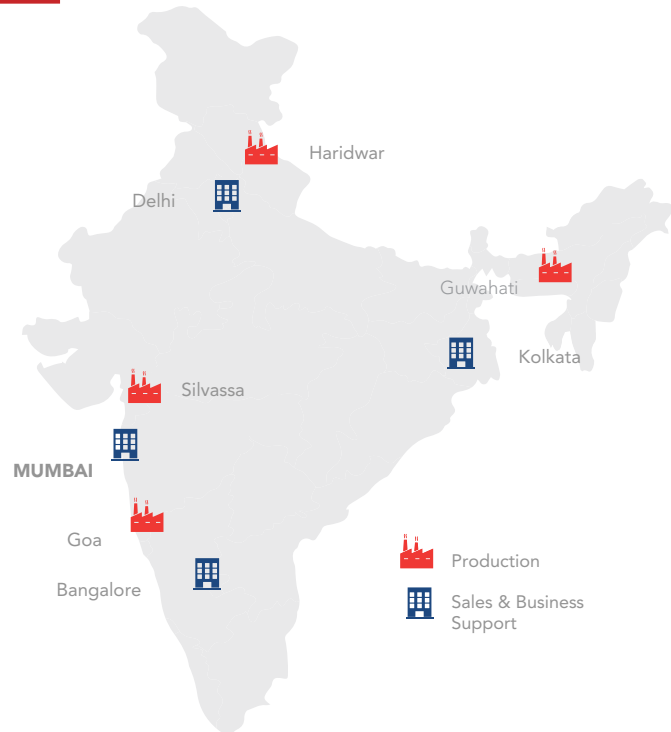 Haridwar
Delhi
Guwahati
Kolkata
Silvassa
MUMBAI
Goa
Bangalore
Production
Sales & Business
Support